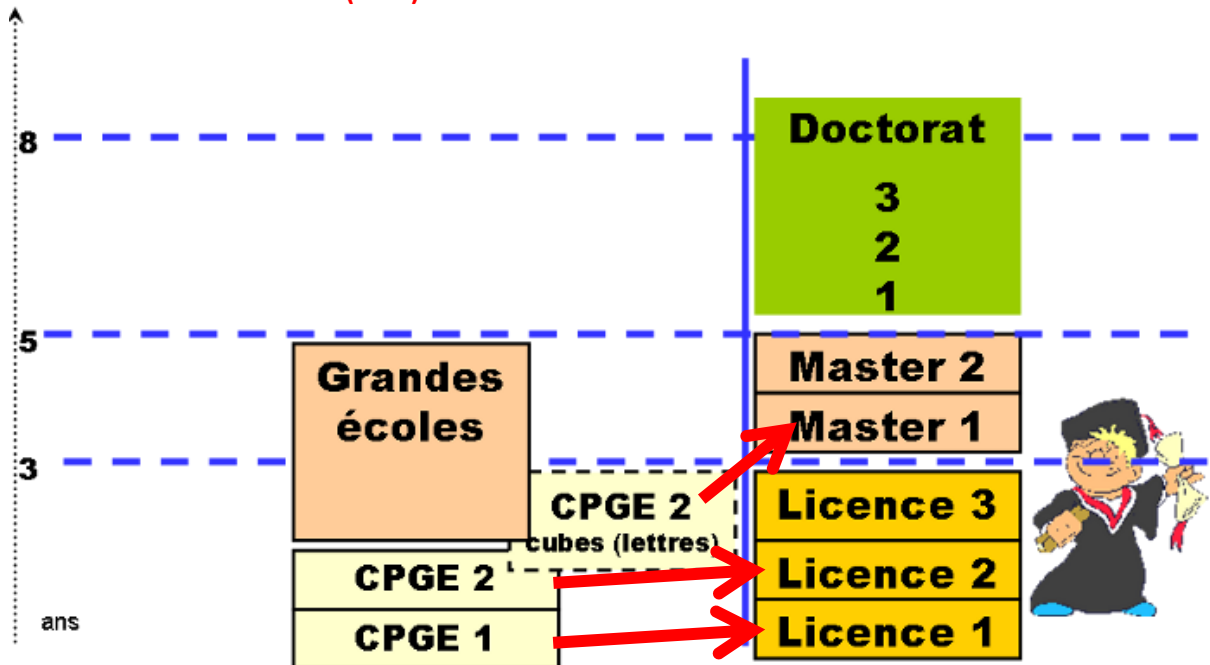 8
5
3
ans
Grandes
écoles
CPGE 2
cubes (lettres)
CPGE 2
CPGE 1
Doctorat
3
2
1
Master 2
Master 1
Licence 3
Licence 2
Licence 1